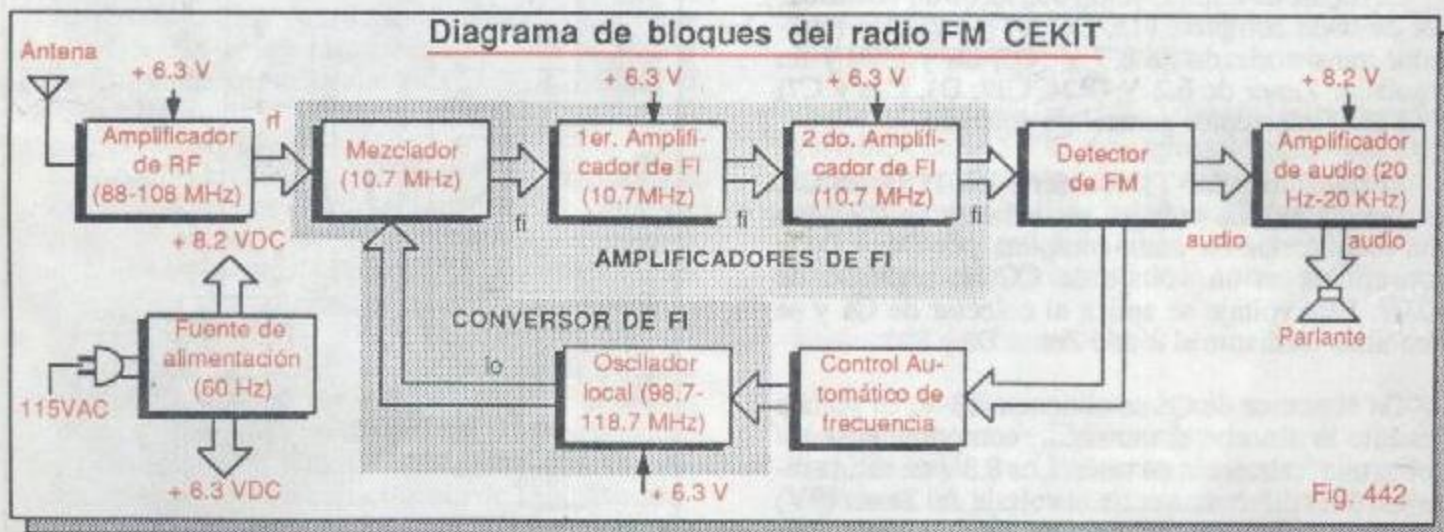 Diagrama de bloques del radio FM CEKIT
Antena
+ 6.3 V
Amplificador
de RF
(88-108 MHz)
rf
Mezclador
(10.7 MHz)
fi
+ 6.3 V
1er. Amplifi-
cador de FI
(10.7MHz)
fi
+ 6.3 V
2 do. Amplifi-
cador de FI
(10.7 MHz)
fi
Detector
de FM
audio
+ 8.2 V
Amplificador
de audio (20
Hz-20 KHz)
audio
Parlante
AMPLIFICADORES DE FI
CONVERSOR DE FI
+ 8.2 VDC
Fuente de
alimentación
(60 Hz)
115VAC
+ 6.3 VDC
lo
Oscilador
local (98.7-
118.7 MHz)
+ 6.3 V
Control Au-
tomático de
frecuencia
Fig. 442